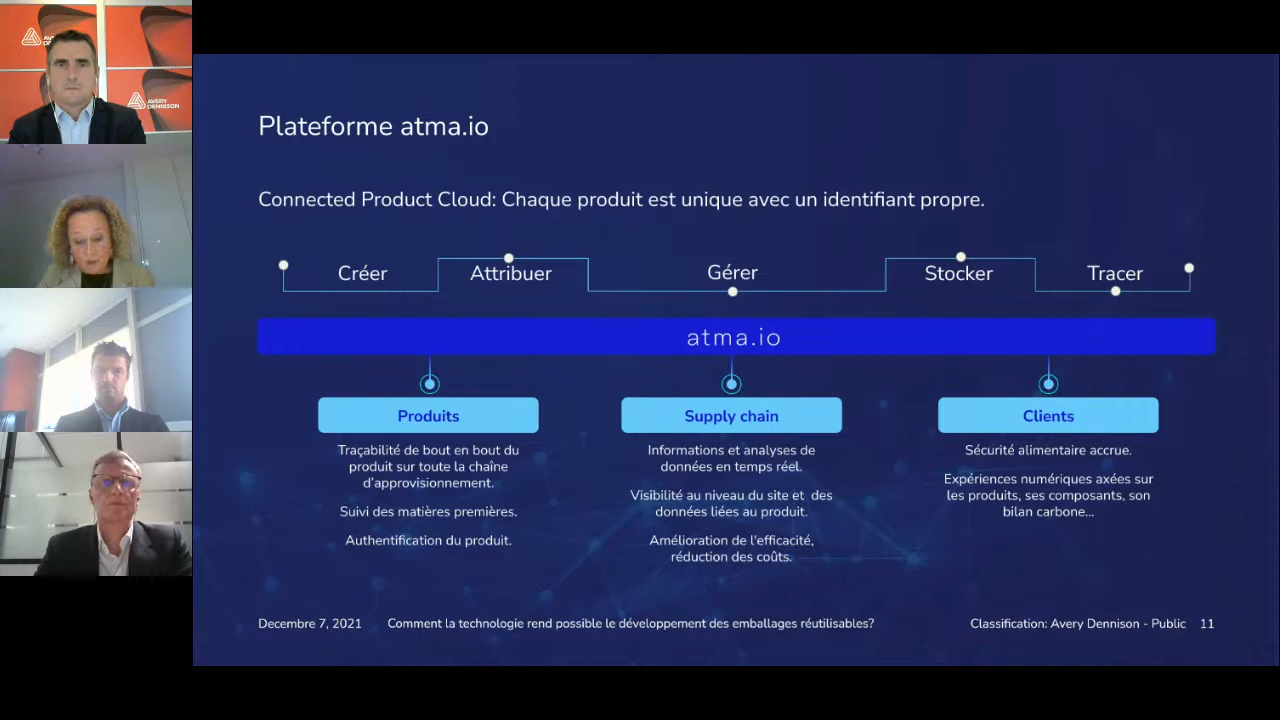 AVERY
DENNISON
Plateforme atma.io
Connected Product Cloud: Chaque produit est unique avec un identifiant propre.
Créer
Attribuer
Gérer
Stocker
Tracer
atma.io
Produits
Traçabilité de bout en bout du
produit sur toute la chaîne
d'approvisionnement.
Suivi des matières premières.
Authentification du produit.
Supply chain
Informations et analyses de
données en temps réel.
Visibilité au niveau du site et des
données liées au produit.
Amélioration de l'efficacité,
réduction des coûts.
Clients
Sécurité alimentaire accrue.
Expériences numériques axées sur
les produits, ses composants, son
bilan carbone...
Decembre 7, 2021
Comment la technologie rend possible le développement des emballages réutilisables?
Classification: Avery Dennison - Public 11